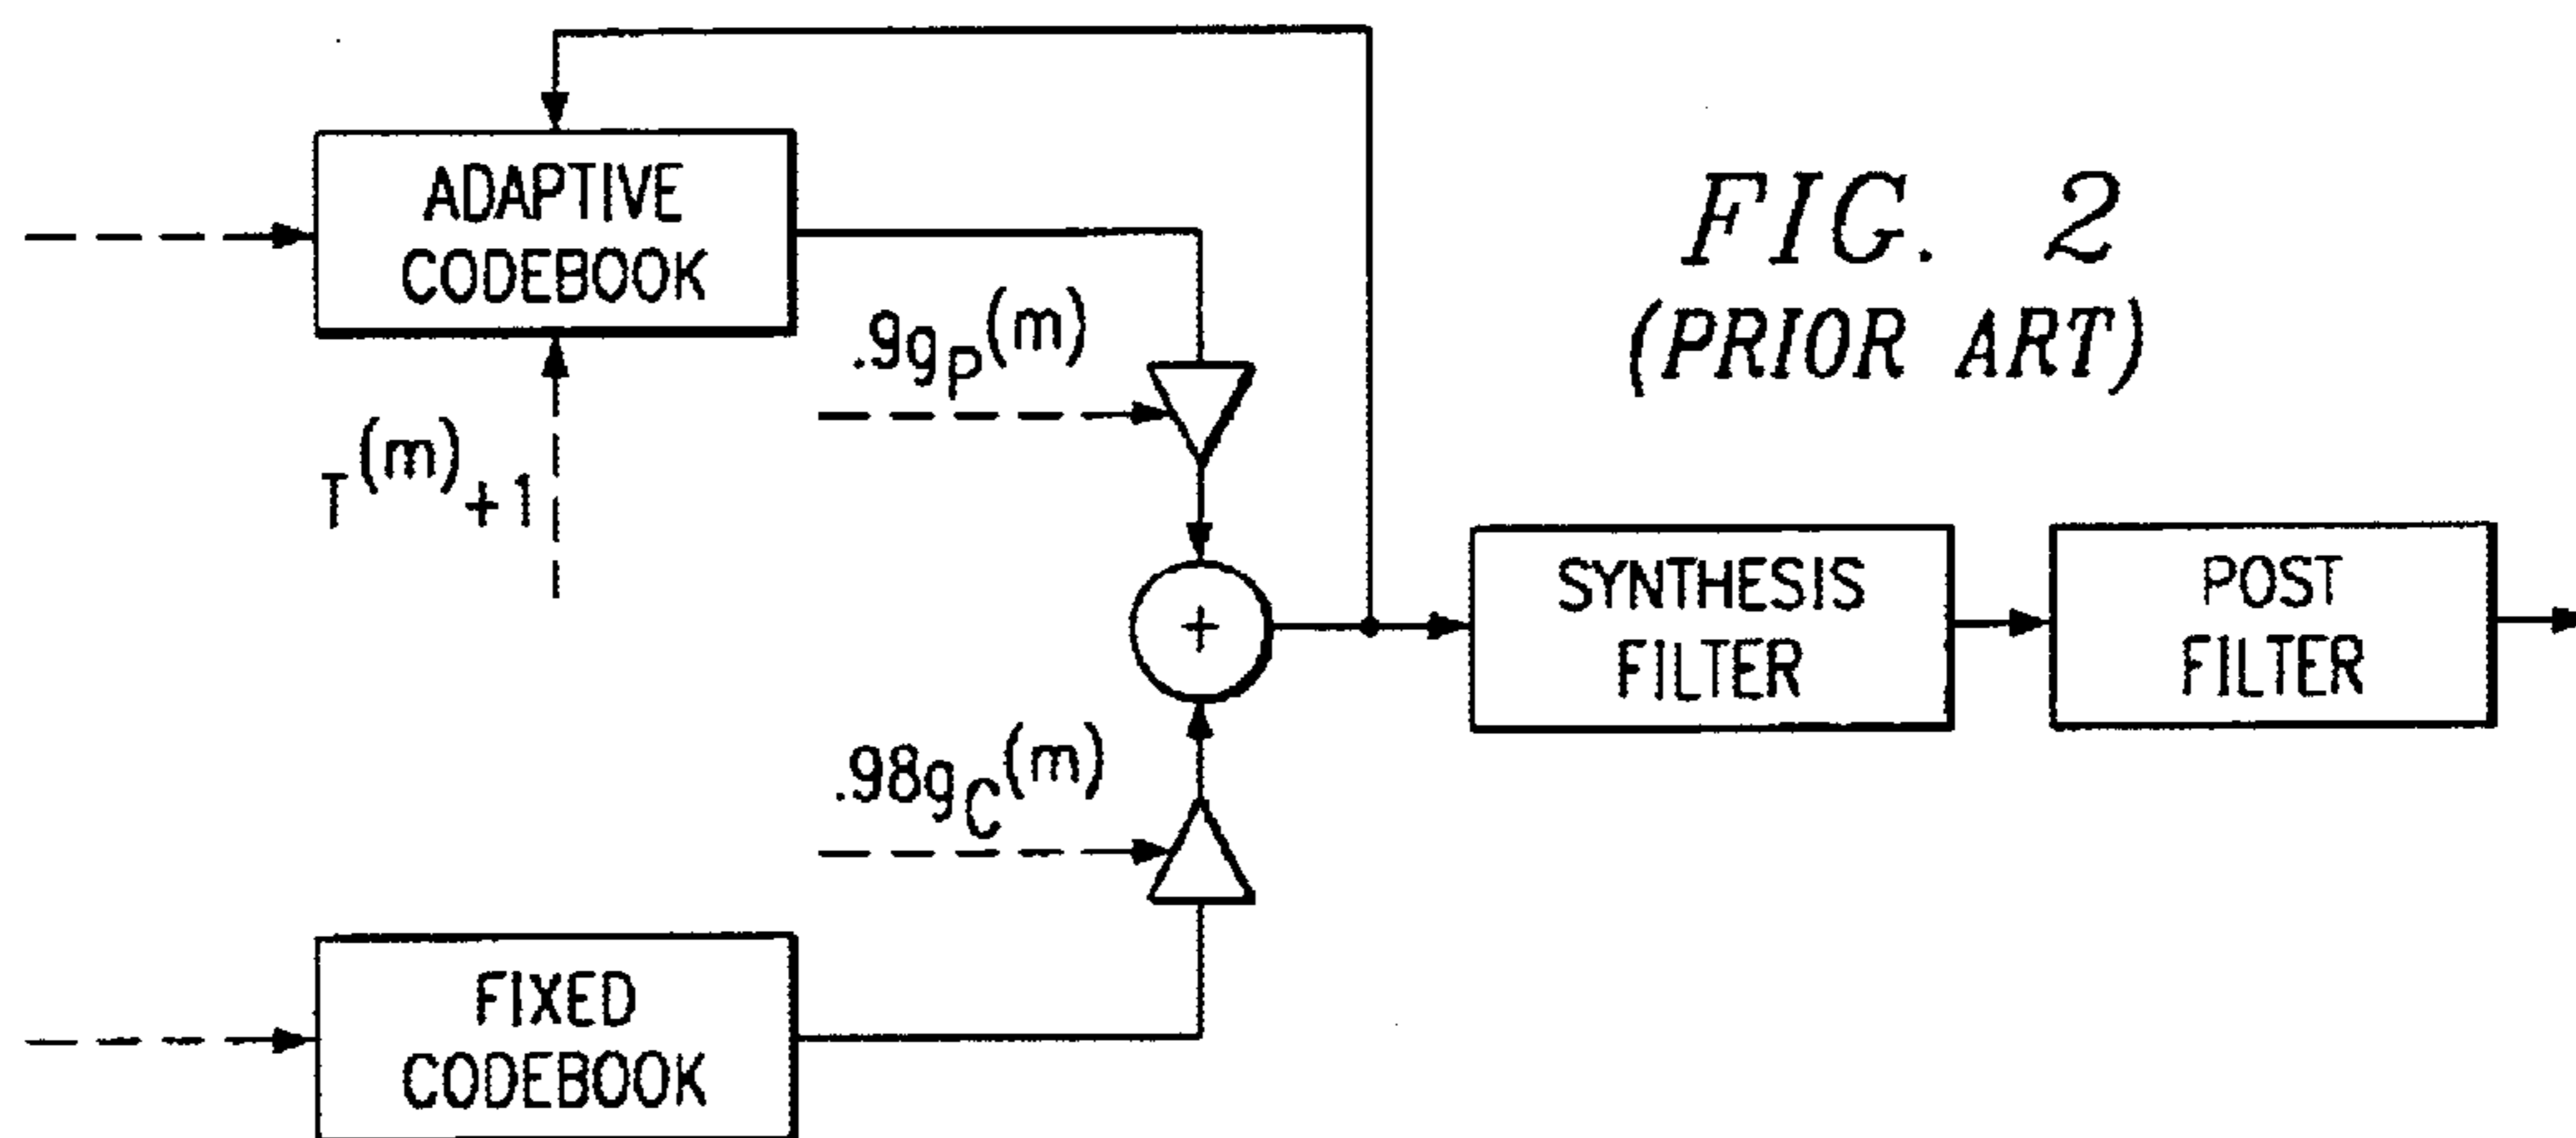 ADAPTIVE
CODEBOOK
FIG. 2
(PRIOR ART)
.9gP(m)
T(m)+1
SYNTHESIS
FILTER
POST
FILTER
+
.98gC(m)
FIXED
CODEBOOK